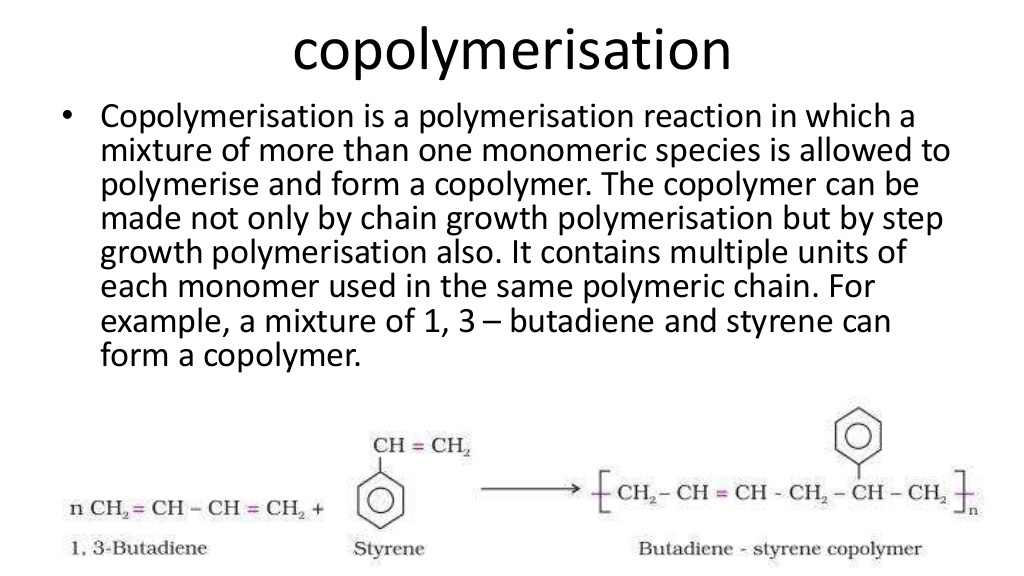 copolymerisation
• Copolymerisation is a polymerisation reaction in which a
mixture of more than one monomeric species is allowed to
polymerise and form a copolymer. The copolymer can be
made not only by chain growth polymerisation but by step
growth polymerisation also. It contains multiple units of
each monomer used in the same polymeric chain. For
example, a mixture of 1, 3 – butadiene and styrene can
form a copolymer.
CH = CH₂
n CH₂ = CH – CH = CH₂ +
[ CH₂ – CH = CH - CH₂ – CH – CH₂ ]n
1, 3-Butadiene
Styrene
Butadiene - styrene copolymer